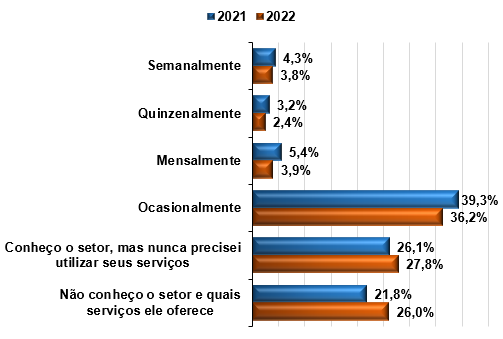 2021 2022
Semanalmente 4,3%
3,8%
Quinzenalmente 3,2%
2,4%
Mensalmente 5,4%
3,9%
Ocasionalmente 39,3%
36,2%
Conheço o setor, mas nunca precisei 26,1%
utilizar seus serviços 27,8%
Não conheço o setor e quais 21,8%
serviços ele oferece 26,0%